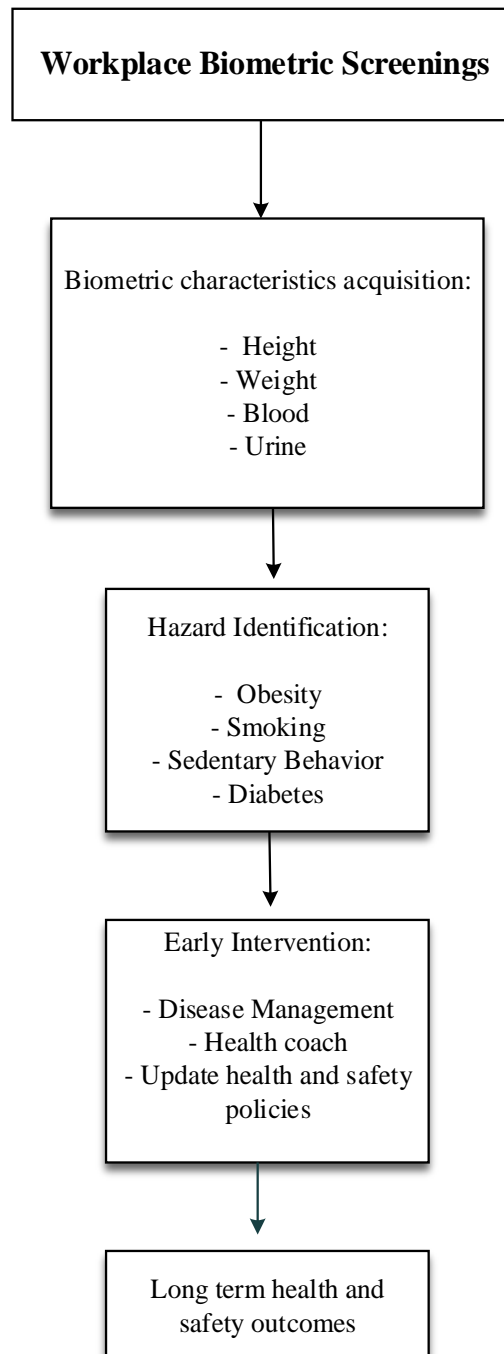 Workplace Biometric Screenings
Biometric characteristics acquisition:
- Height
- Weight
- Blood
- Urine
Hazard Identification:
- Obesity
- Smoking
- Sedentary Behavior
- Diabetes
Early Intervention:
- Disease Management
- Health coach
- Update health and safety
policies
Long term health and
safety outcomes